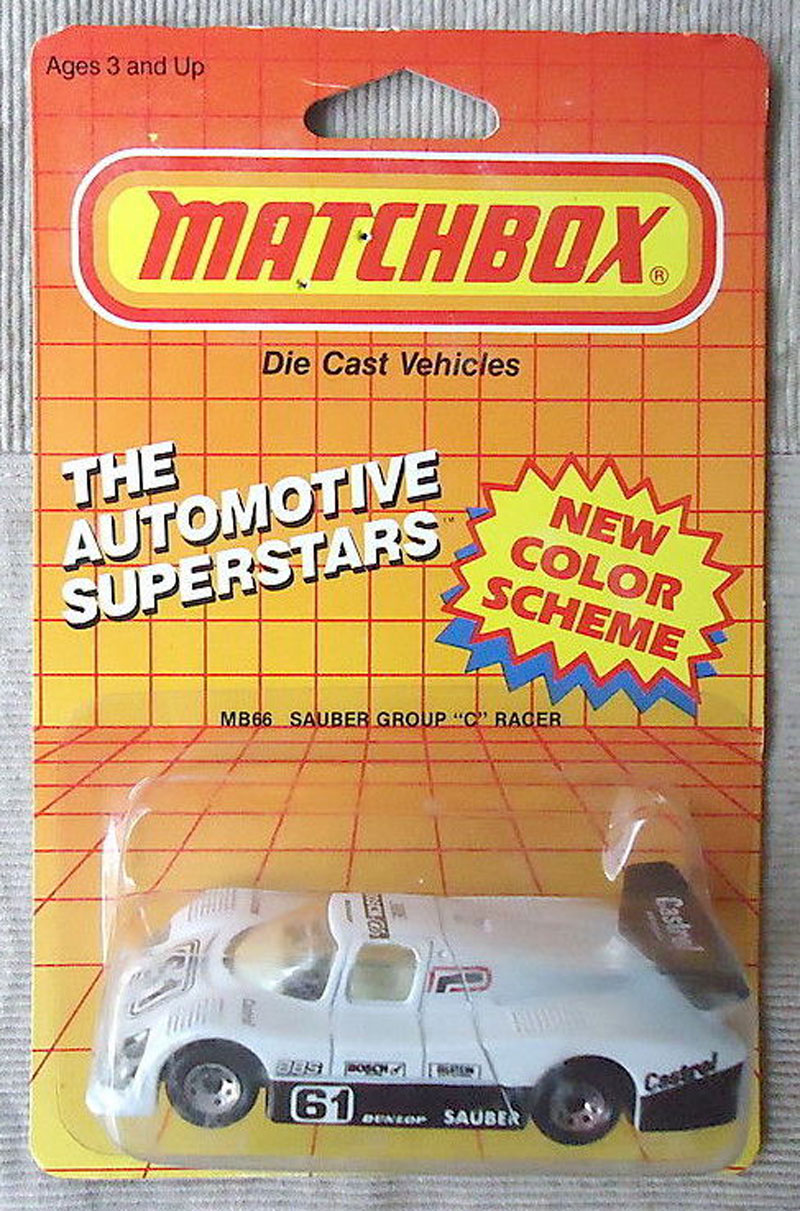 Ages 3 and Up
MATCHBOX®
Die Cast Vehicles
THE
AUTOMOTIVE
SUPERSTARS™
NEW
COLOR
SCHEME
MB66 SAUBER GROUP "C" RACER
Castrol
BBS BOSCH
Castrol
61 DUNLOP SAUBER